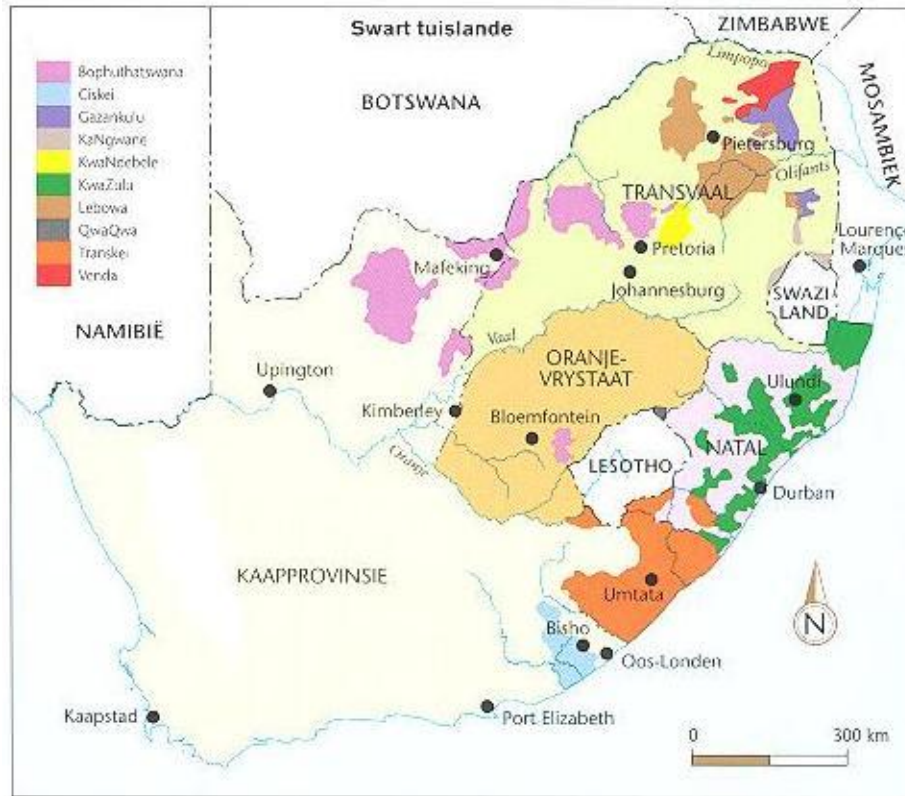 Swart tuislande
ZIMBABWE
Limpopo
MOSAMBIEK
BOTSWANA
Bophuthatswana
Ciskei
Gazankulu
KaNgwane
KwaNdebele
KwaZulu
Lebowa
QwaQwa
Transkei
Venda
Pietersburg
Olifants
TRANSVAAL
Lourenço
Marques
Pretoria
Mafeking
Johannesburg
SWAZI
LAND
NAMIBIË
Vaal
ORANJE-
VRYSTAAT
Upington
Ulundi
Kimberley
Bloemfontein
Oranje
LESOTHO
NATAL
Durban
KAAPPROVINSIE
Umtata
N
Bisho
Oos-Londen
Kaapstad
Port Elizabeth
0
300 km